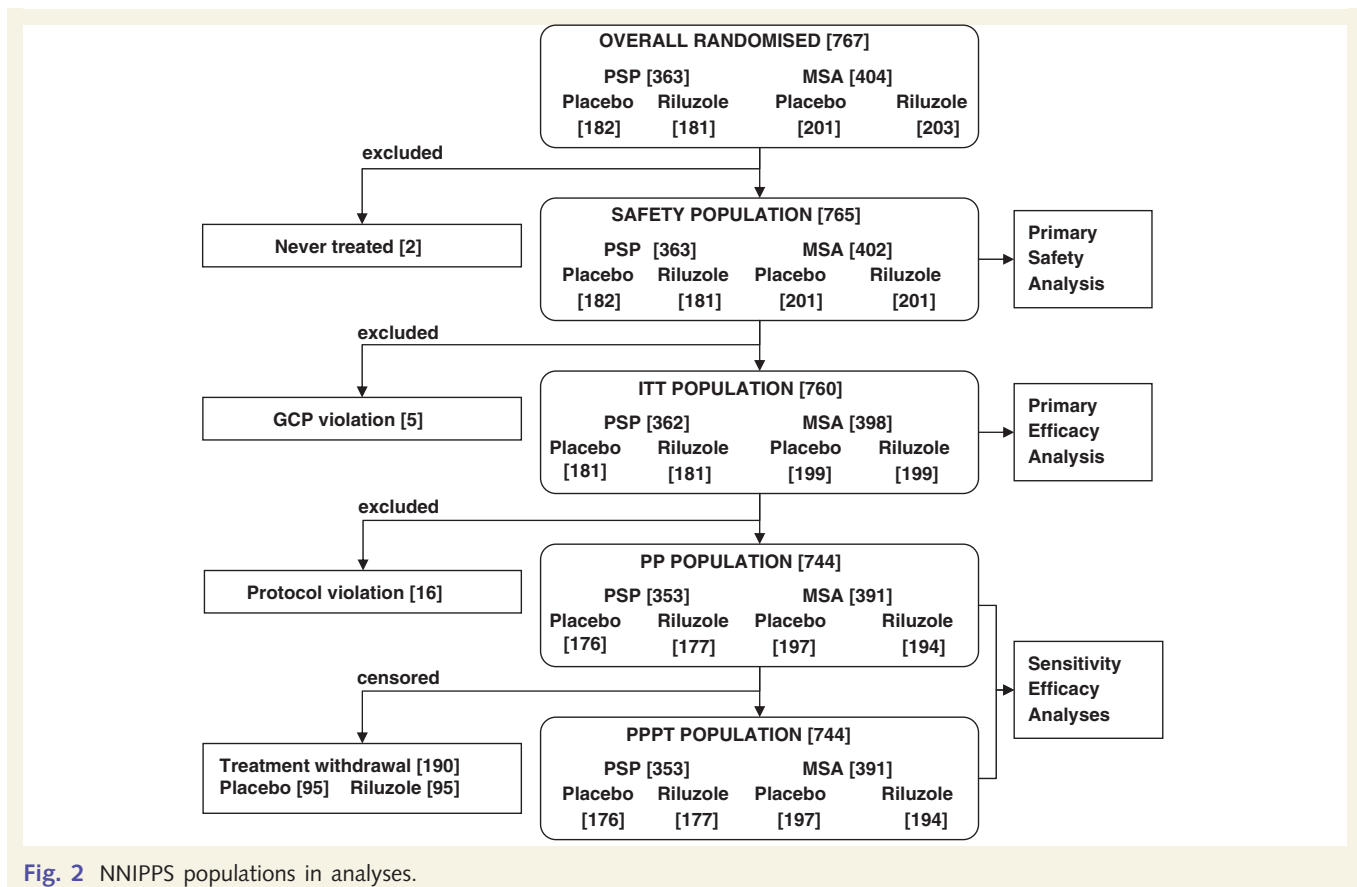 OVERALL RANDOMISED [767]
PSP [363] MSA [404]
Placebo Riluzole Placebo Riluzole
[182] [181] [201] [203]
excluded
Never treated [2]
SAFETY POPULATION [765]
PSP [363] MSA [402]
Placebo Riluzole Placebo Riluzole
[182] [181] [201] [201]
Primary
Safety
Analysis
excluded
GCP violation [5]
ITT POPULATION [760]
PSP [362] MSA [398]
Placebo Riluzole Placebo Riluzole
[181] [181] [199] [199]
Primary
Efficacy
Analysis
excluded
Protocol violation [16]
PP POPULATION [744]
PSP [353] MSA [391]
Placebo Riluzole Placebo Riluzole
[176] [177] [197] [194]
Sensitivity
Efficacy
Analyses
censored
Treatment withdrawal [190]
Placebo [95] Riluzole [95]
PPPT POPULATION [744]
PSP [353] MSA [391]
Placebo Riluzole Placebo Riluzole
[176] [177] [197] [194]
Fig. 2 NNIPPS populations in analyses.